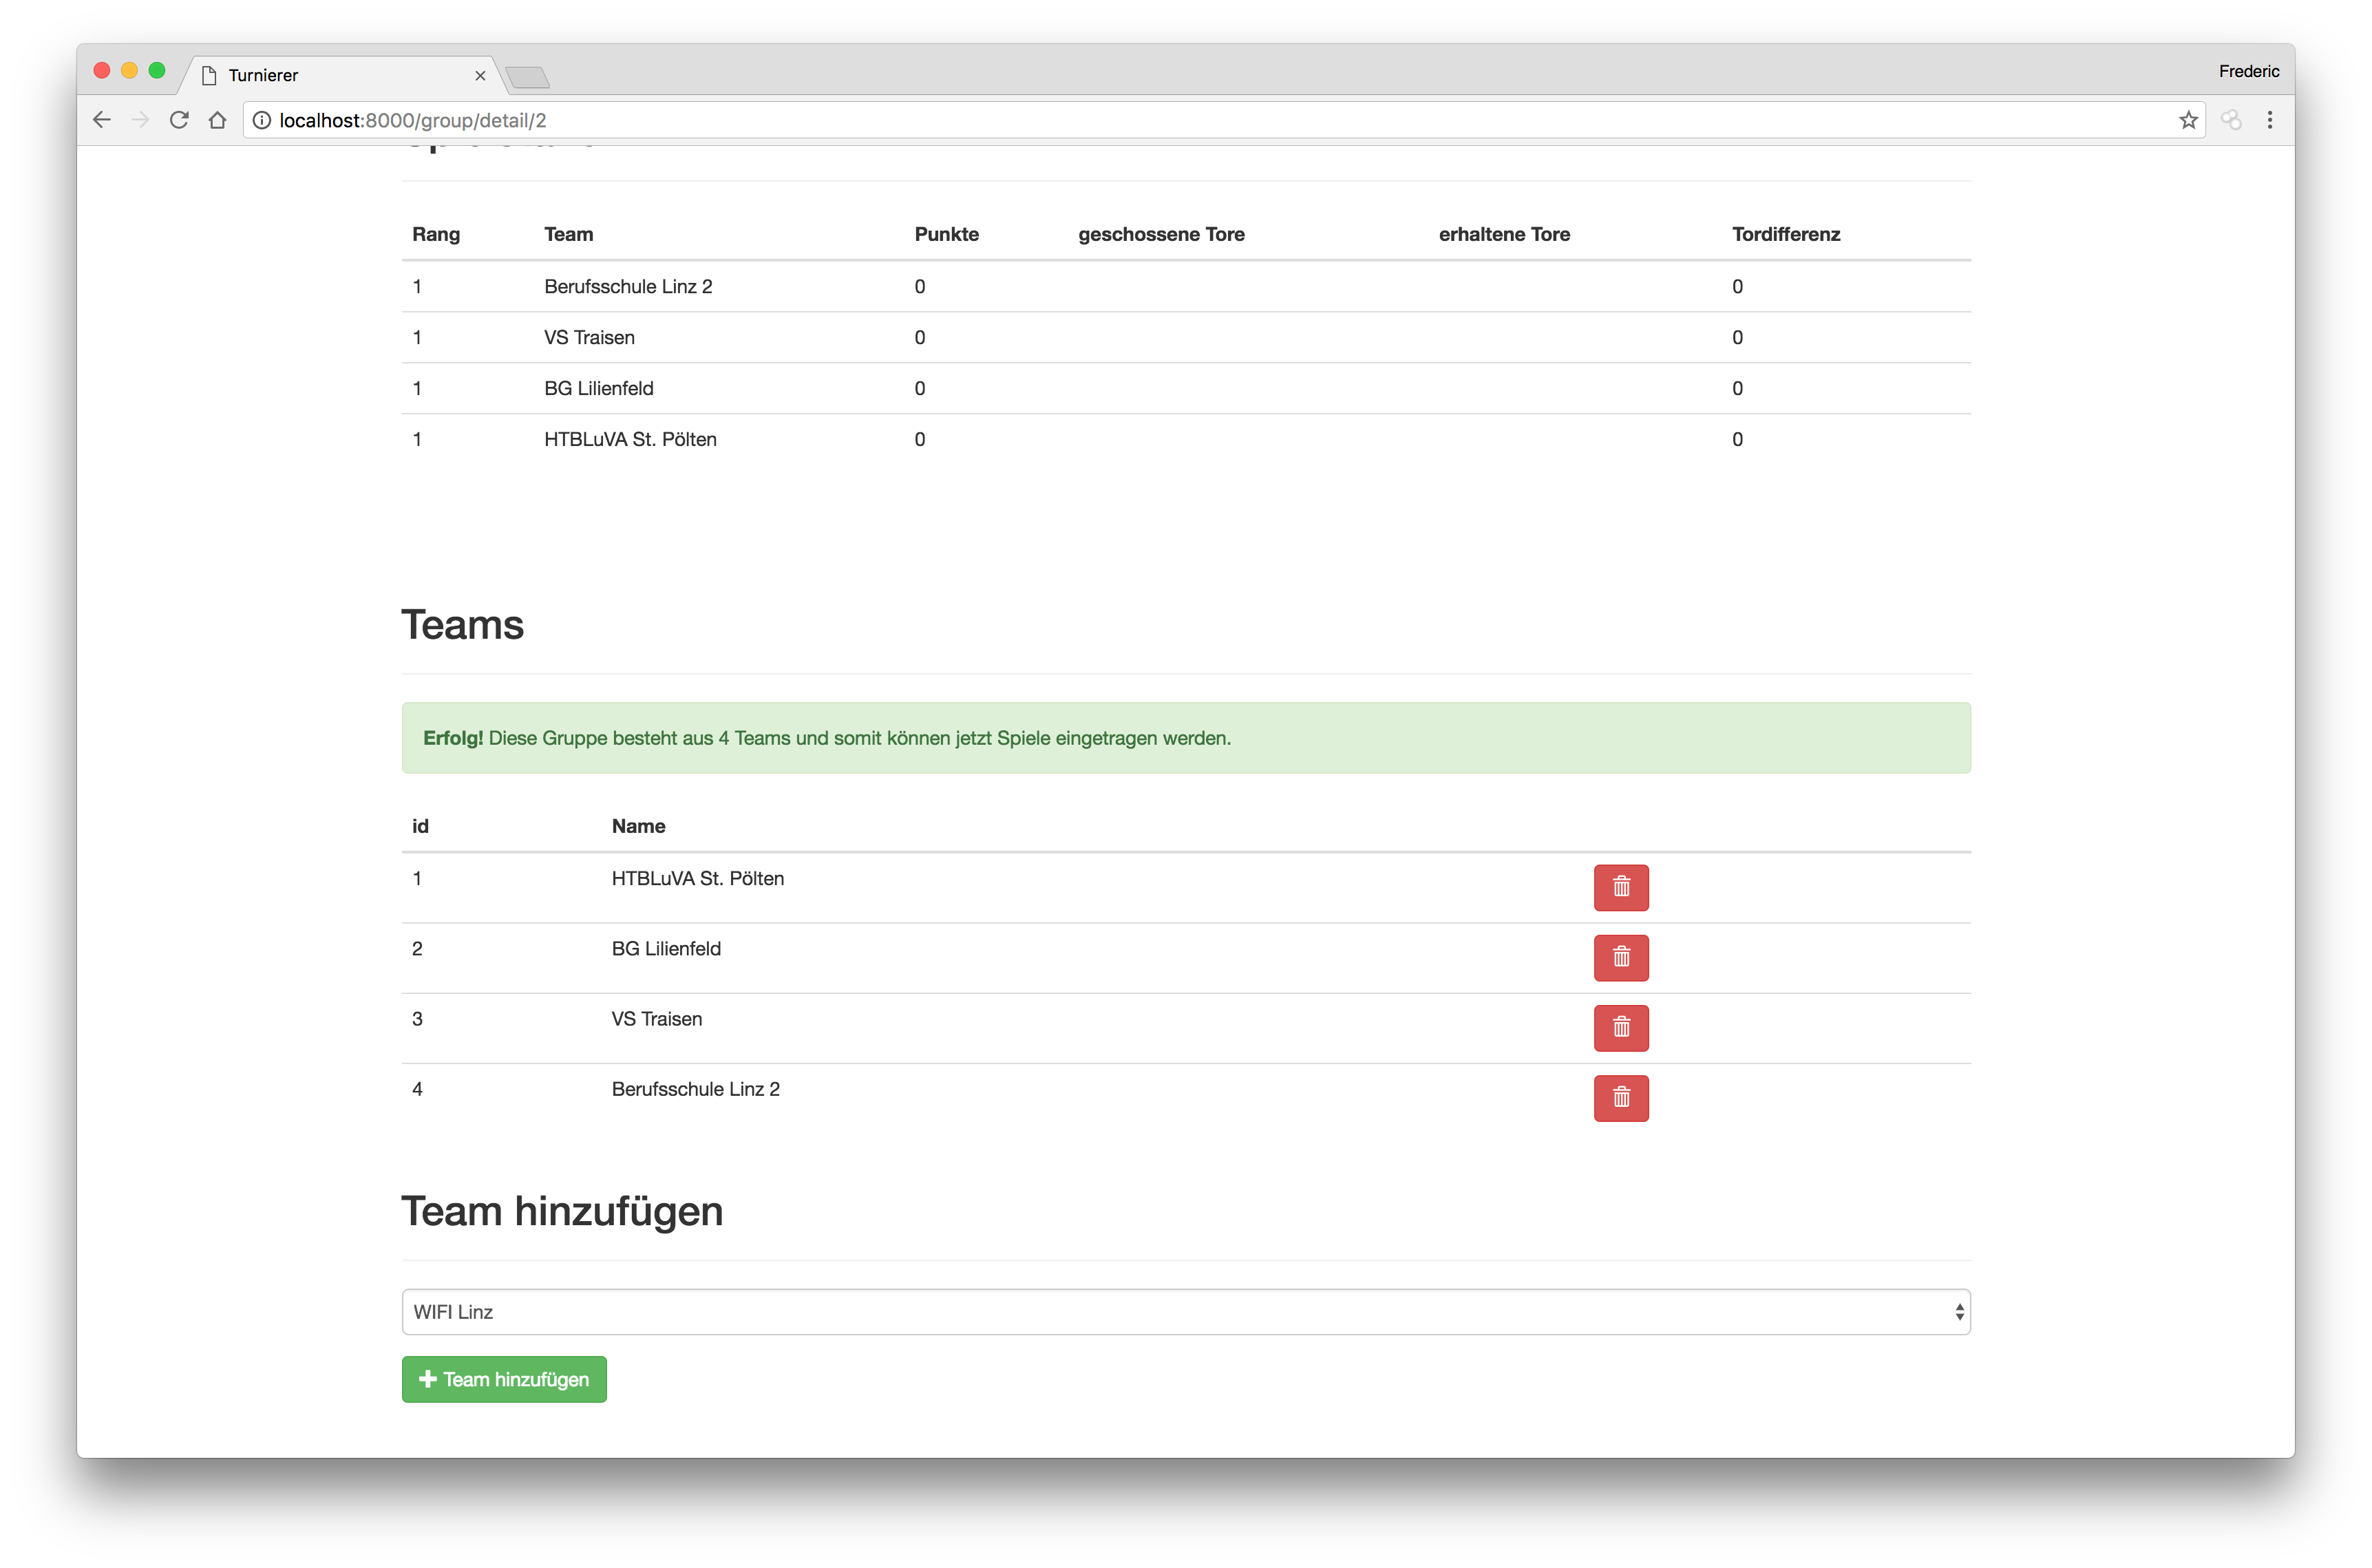 Turnierer
Frederic
localhost:8000/group/detail/2
Rang Team Punkte geschossene Tore erhaltene Tore Tordifferenz
1 Berufsschule Linz 2 0 0
1 VS Traisen 0 0
1 BG Lilienfeld 0 0
1 HTBLuVA St. Pölten 0 0
Teams
Erfolg! Diese Gruppe besteht aus 4 Teams und somit können jetzt Spiele eingetragen werden.
id Name
1 HTBLuVA St. Pölten
2 BG Lilienfeld
3 VS Traisen
4 Berufsschule Linz 2
Team hinzufügen
WIFI Linz
Team hinzufügen